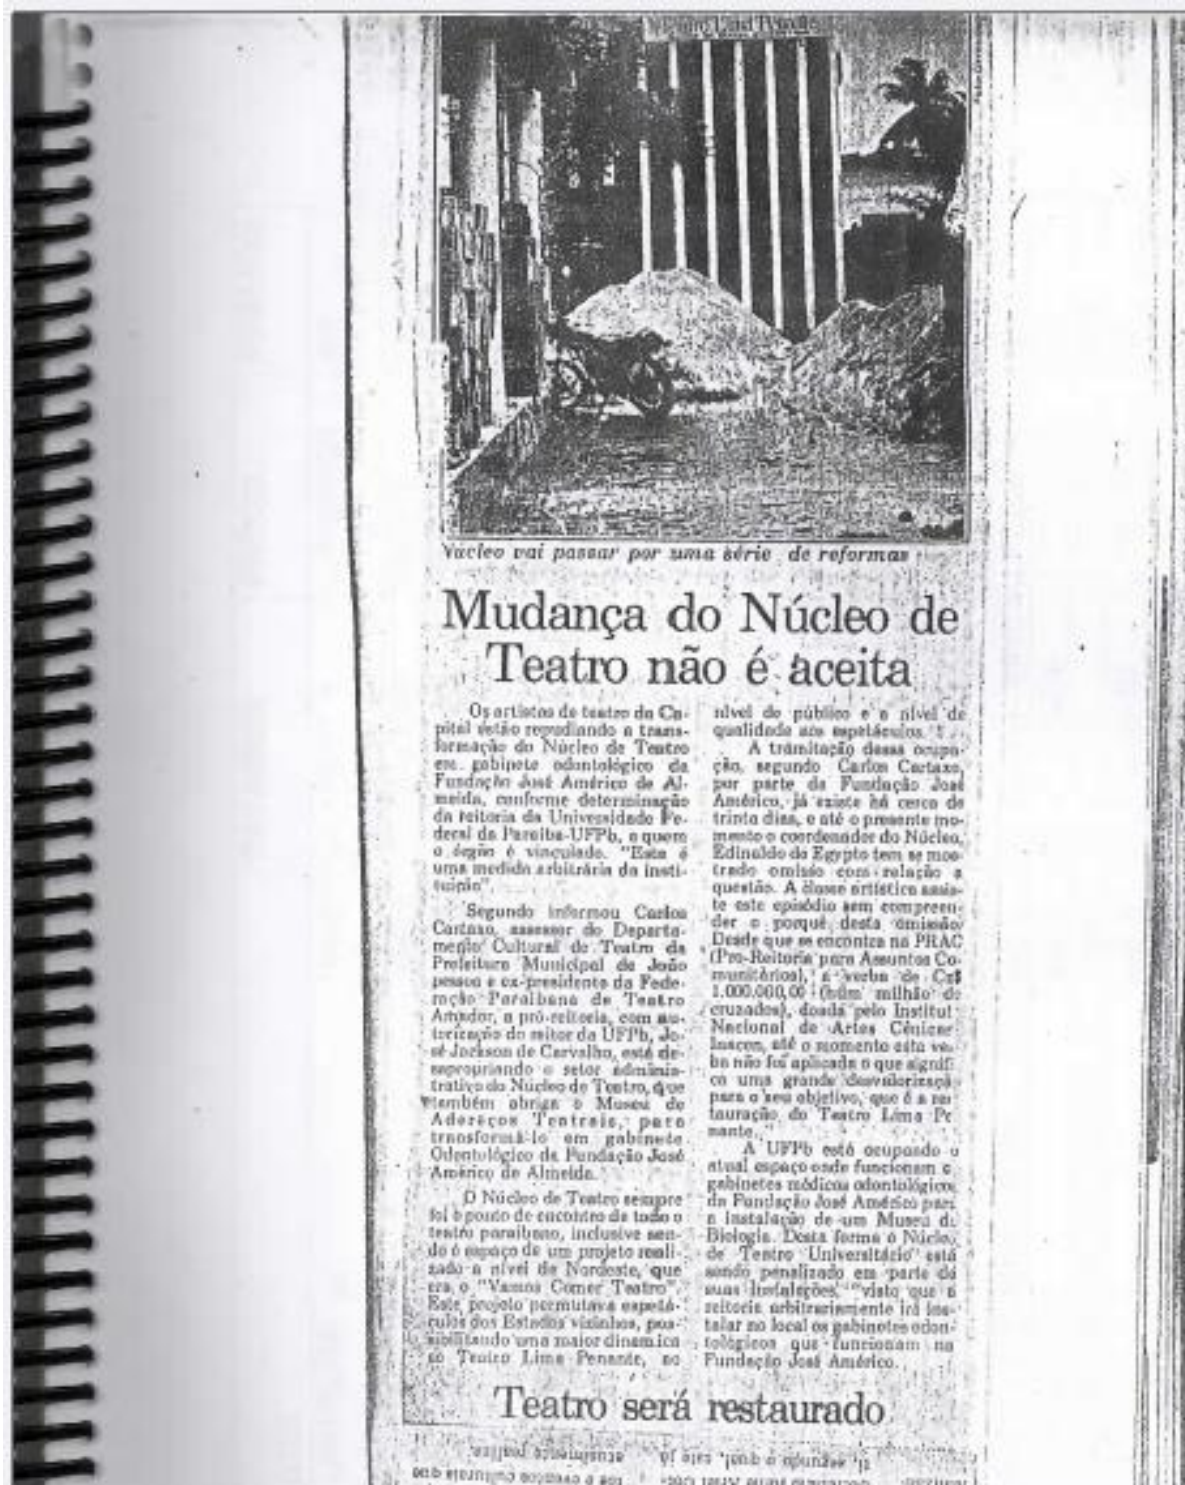 Núcleo vai passar por uma série de reformas
Mudança do Núcleo de
Teatro não é aceita
Os artistas de teatro da Ca-
pital estão repudiando a trans-
formação do Núcleo de Teatro
em gabinete odontológico da
Fundação José Américo de Al-
meida, conforme determinação
da reitoria da Universidade Fe-
deral da Paraíba-UFPb, a quem
o órgão é vinculado. "Esta é
uma medida arbitrária da insti-
tuição".
Segundo informou Carlos
Cartaxo, assessor do Departa-
mento Cultural de Teatro da
Prefeitura Municipal de João
pessoa e ex-presidente da Fede-
ração Paraibana de Teatro
Amador, a pró-reitoria, com au-
torização do reitor da UFPb, Jo-
sé Jackson de Carvalho, está de-
sapropriando o setor adminis-
trativo do Núcleo de Teatro, que
também abriga o Museu de
Adereços Teatrais, para
transformá-lo em gabinete
Odontológico da Fundação José
Américo de Almeida.
O Núcleo de Teatro sempre
foi o ponto de encontro de todo o
teatro paraibano, inclusive sen-
do o espaço de um projeto reali-
zado a nível de Nordeste, que
era o "Vamos Comer Teatro".
Este projeto permutava espetá-
culos dos Estados vizinhos, pos-
sibilitando uma maior dinamica
ao Teatro Lima Penante, ao
nível de público e a nível de
qualidade aos espetáculos.
A tramitação dessa ocupa-
ção, segundo Carlos Cartaxo,
por parte da Fundação José
Américo, já existe há cerca de
trinta dias, e até o presente mo-
mento o coordenador do Núcleo,
Edinaldo do Egypto tem se mos-
trado omisso com relação a
questão. A classe artística assis-
te este episódio sem compreen-
der o porquê desta omissão.
Desde que se encontra na PRAC
(Pro-Reitoria para Assuntos Co-
munitários), a verba de Cz$
1.000.000,00 (hum milhão de
cruzados), doada pelo Institut
Nacional de Artes Cênicas
Inacen, até o momento esta ver
ba não foi aplicada o que signifi
ca uma grande desvalorizaçã
para o seu objetivo, que é a res
tauração do Teatro Lima Pe
nante.
A UFPb está ocupando o
atual espaço onde funcionam o
gabinetes médicos odontológicos
da Fundação José Américo para
a instalação de um Museu de
Biologia. Desta forma o Núcleo
de Teatro Universitário está
sendo penalizado em parte de
suas instalações, "visto que a
reitoria arbitrariamente irá ins-
talar no local os gabinetes odon-
tológicos que funcionam na
Fundação José Américo.
Teatro será restaurado